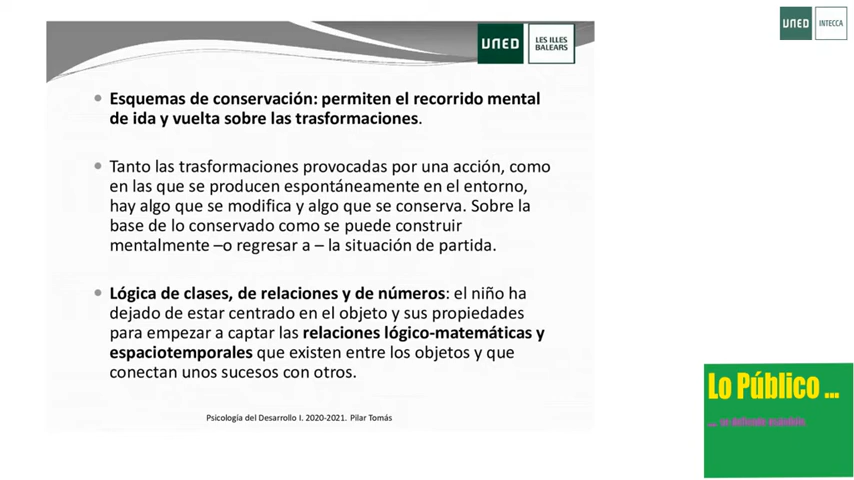 UNED
LES ILLES
BALEARS
UNED
INTECCA
Esquemas de conservación: permiten el recorrido mental
de ida y vuelta sobre las trasformaciones.
Tanto las trasformaciones provocadas por una acción, como
en las que se producen espontáneamente en el entorno,
hay algo que se modifica y algo que se conserva. Sobre la
base de lo conservado como se puede construir
mentalmente –o regresar a – la situación de partida.
Lógica de clases, de relaciones y de números: el niño ha
dejado de estar centrado en el objeto y sus propiedades
para empezar a captar las relaciones lógico-matemáticas y
espaciotemporales que existen entre los objetos y que
conectan unos sucesos con otros.
Psicología del Desarrollo I. 2020-2021. Pilar Tomás
Lo Público ...